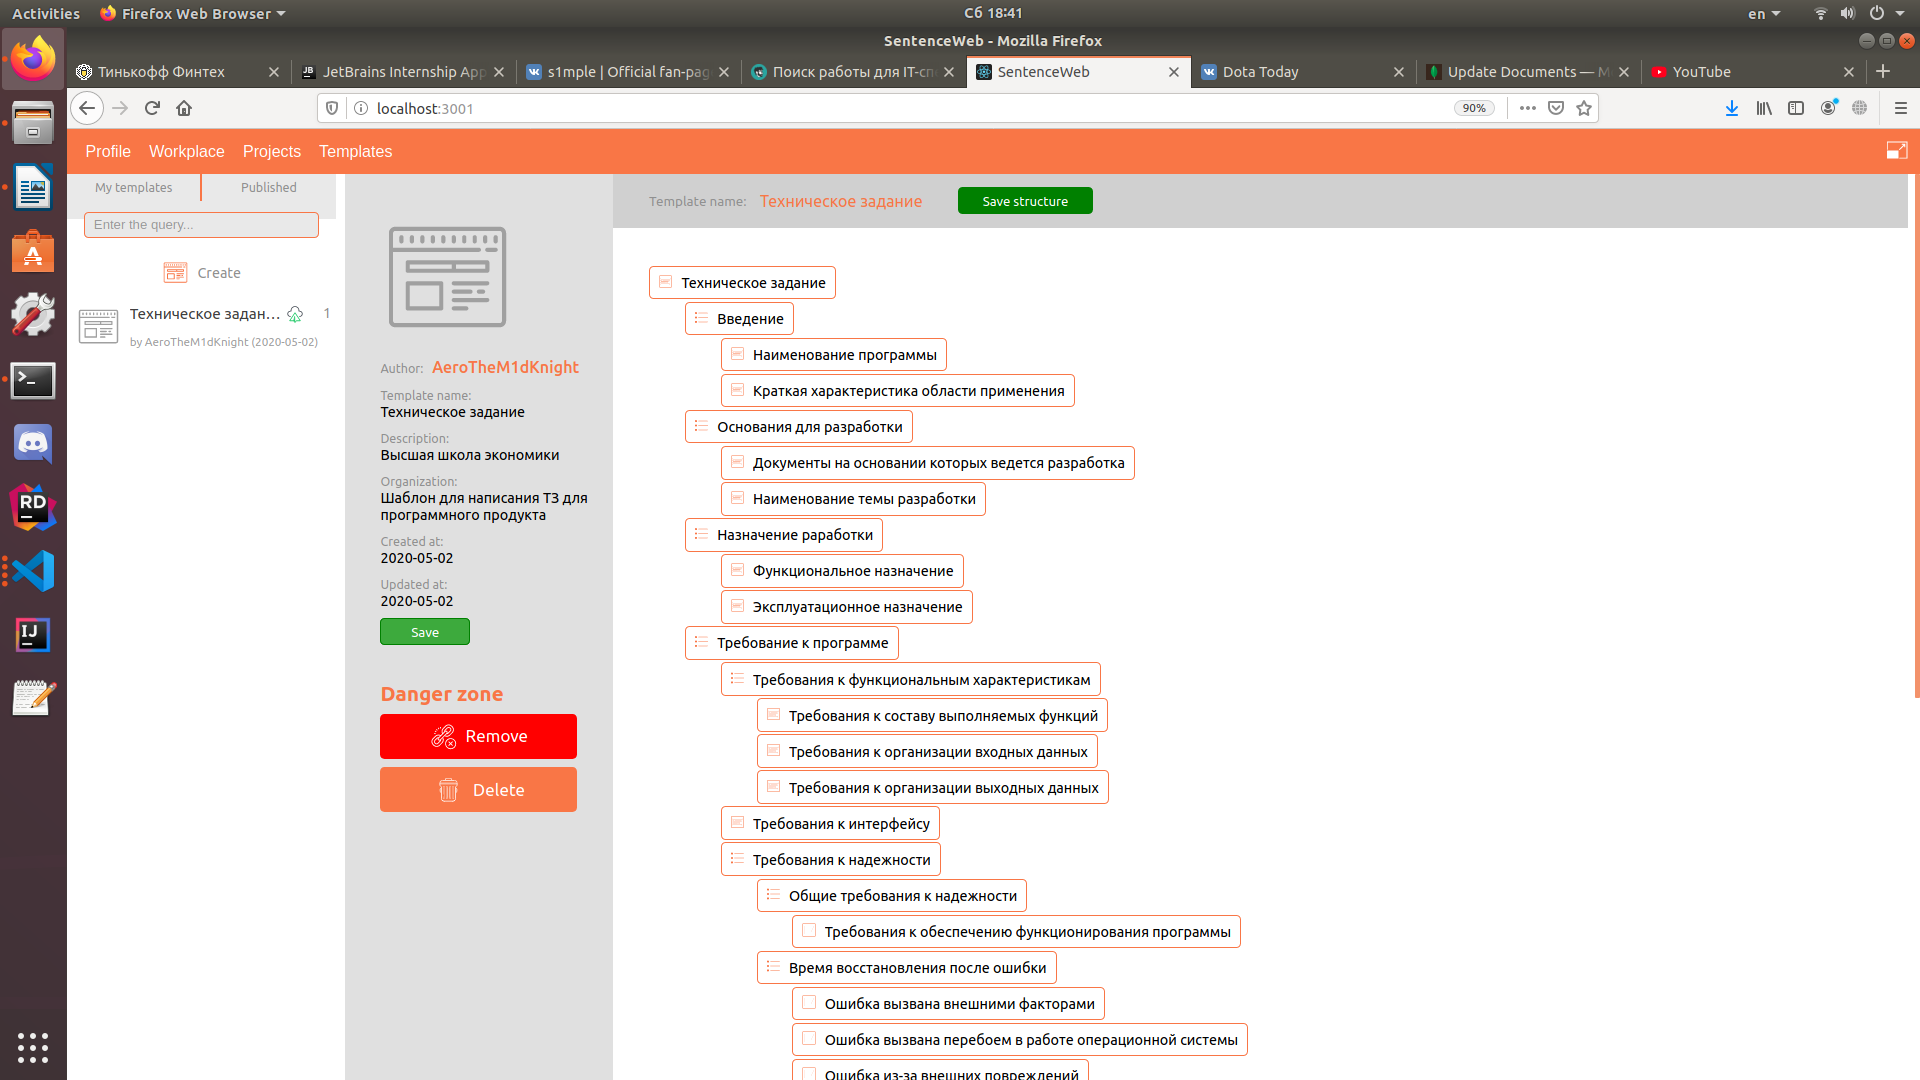 Activities
Firefox Web Browser
Сб 18:41
en
SentenceWeb - Mozilla Firefox
Тинькофф Финтех
JetBrains Internship App
s1mple | Official fan-pag
Поиск работы для IT-сп
SentenceWeb
Dota Today
Update Documents — M
YouTube
localhost:3001
90%
Profile
Workplace
Projects
Templates
My templates
Published
Enter the query...
Create
Техническое задан...
1
by AeroTheM1dKnight (2020-05-02)
Author: AeroTheM1dKnight
Template name:
Техническое задание
Description:
Высшая школа экономики
Organization:
Шаблон для написания ТЗ для
программного продукта
Created at:
2020-05-02
Updated at:
2020-05-02
Save
Danger zone
Remove
Delete
Template name: Техническое задание
Save structure
Техническое задание
Введение
Наименование программы
Краткая характеристика области применения
Основания для разработки
Документы на основании которых ведется разработка
Наименование темы разработки
Назначение раработки
Функциональное назначение
Эксплуатационное назначение
Требование к программе
Требования к функциональным характеристикам
Требования к составу выполняемых функций
Требования к организации входных данных
Требования к организации выходных данных
Требования к интерфейсу
Требования к надежности
Общие требования к надежности
Требования к обеспечению функционирования программы
Время восстановления после ошибки
Ошибка вызвана внешними факторами
Ошибка вызвана перебоем в работе операционной системы
Ошибка из-за внешних повреждений
RD
IJ